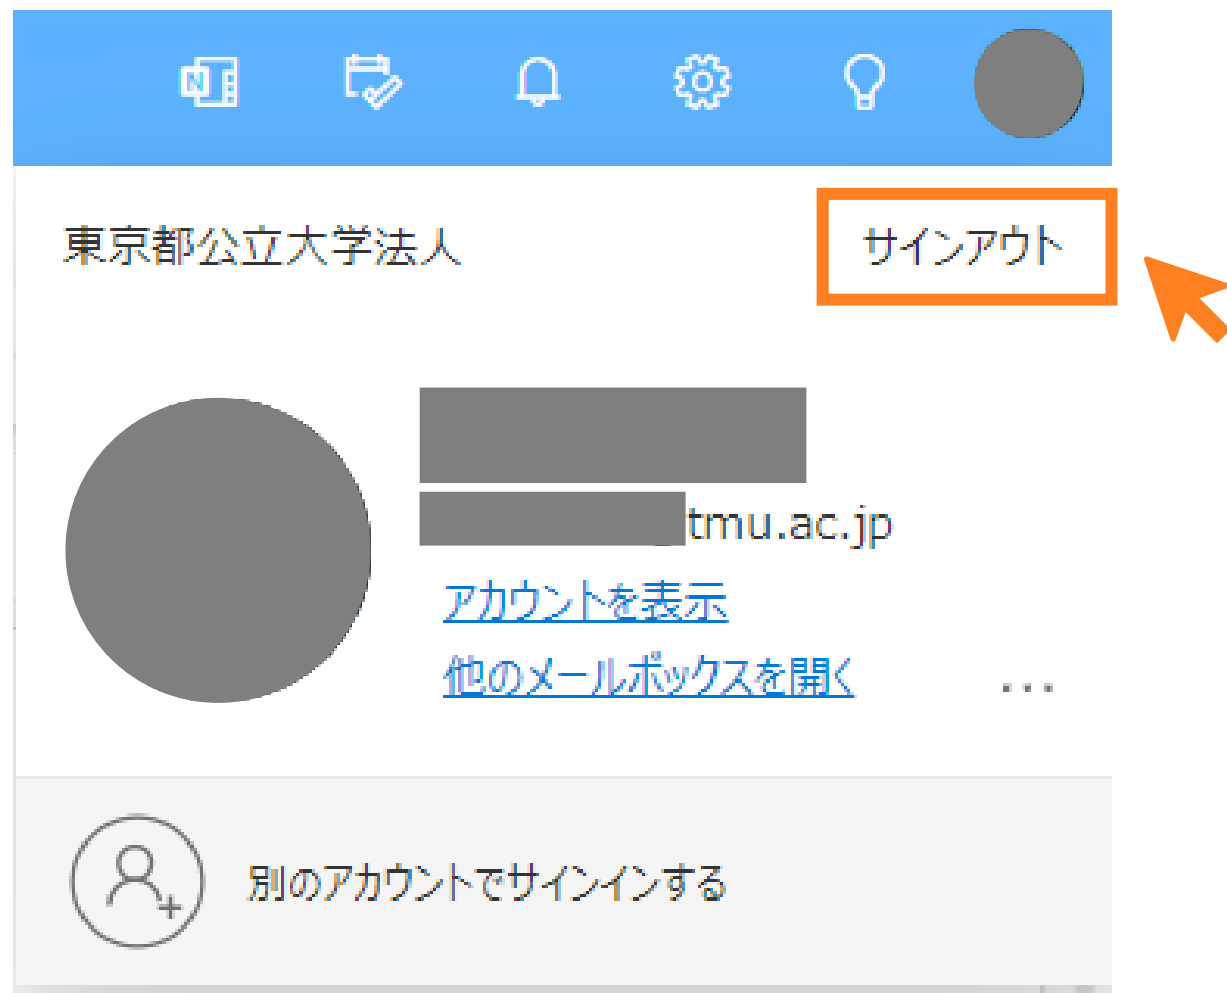 東京都公立大学法人
サインアウト
tmu.ac.jp
アカウントを表示
他のメールボックスを開く
...
別のアカウントでサインインする